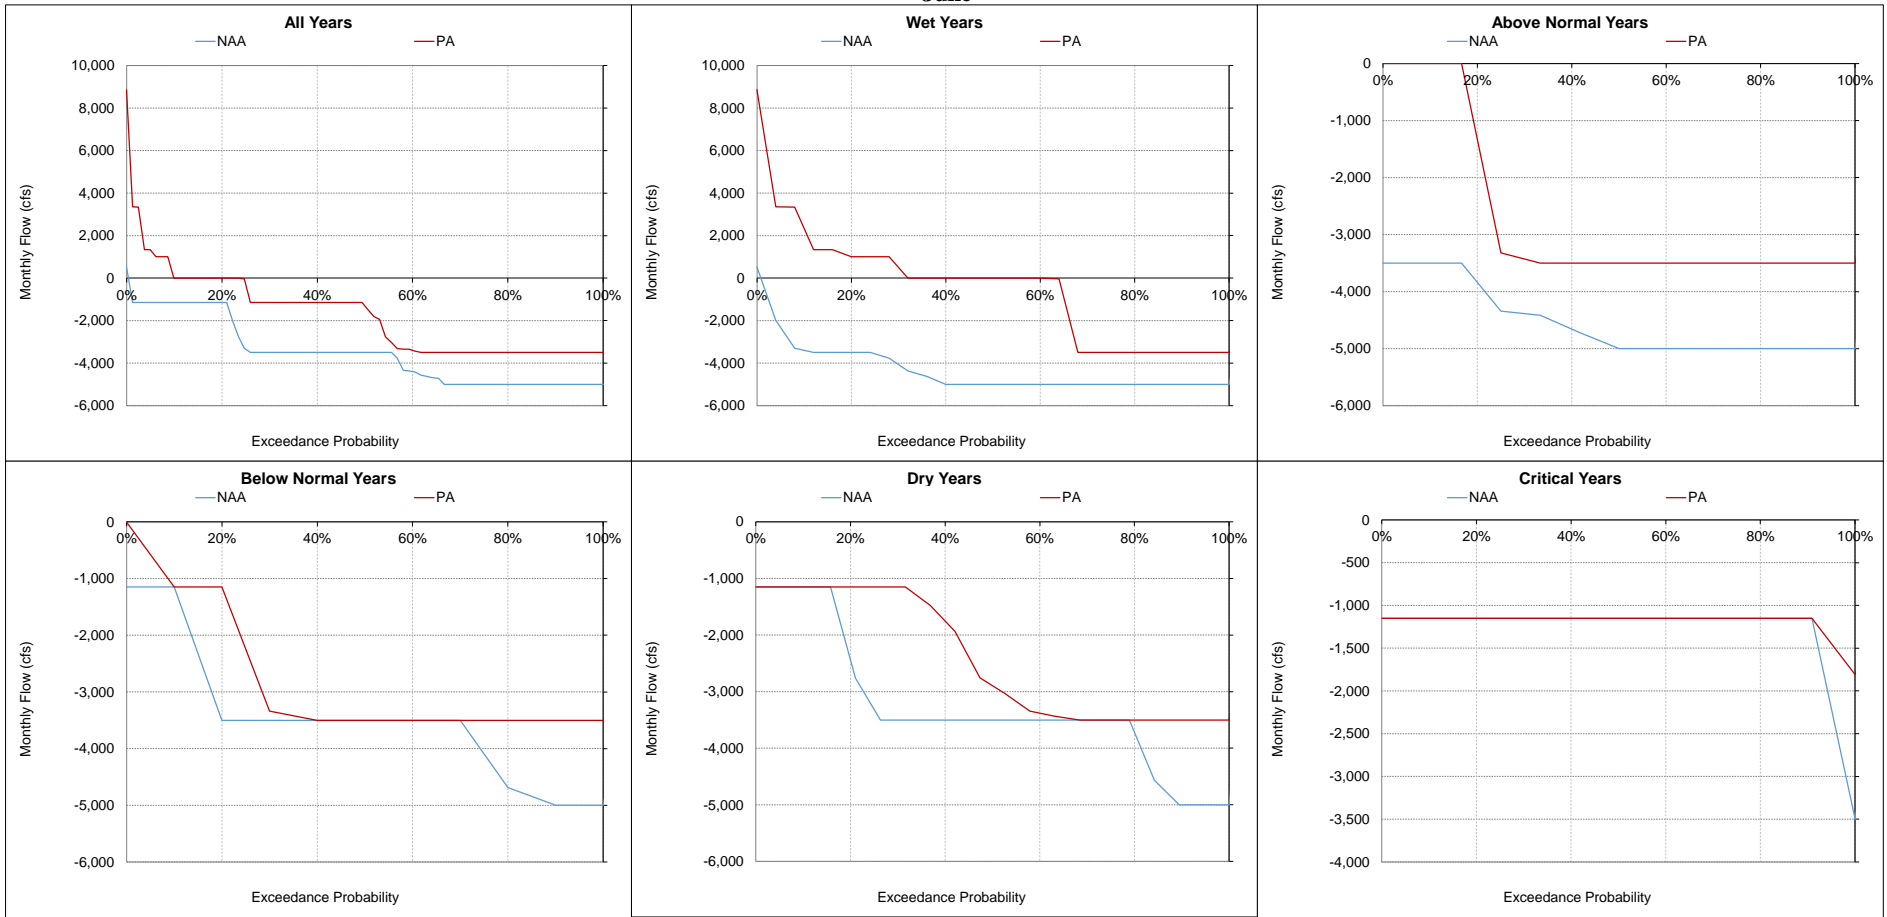 All Years
NAA PA
10,000
8,000
6,000
4,000
2,000
0
-2,000
-4,000
-6,000
0% 20% 40% 60% 80% 100%
Monthly Flow (cfs)
Exceedance Probability
Wet Years
NAA PA
10,000
8,000
6,000
4,000
2,000
0
-2,000
-4,000
-6,000
0% 20% 40% 60% 80% 100%
Monthly Flow (cfs)
Exceedance Probability
Above Normal Years
NAA PA
0
-1,000
-2,000
-3,000
-4,000
-5,000
-6,000
0% 20% 40% 60% 80% 100%
Monthly Flow (cfs)
Exceedance Probability
Below Normal Years
NAA PA
0
-1,000
-2,000
-3,000
-4,000
-5,000
-6,000
0% 20% 40% 60% 80% 100%
Monthly Flow (cfs)
Exceedance Probability
Dry Years
NAA PA
0
-1,000
-2,000
-3,000
-4,000
-5,000
-6,000
0% 20% 40% 60% 80% 100%
Monthly Flow (cfs)
Exceedance Probability
Critical Years
NAA PA
0
-500
-1,000
-1,500
-2,000
-2,500
-3,000
-3,500
-4,000
0% 20% 40% 60% 80% 100%
Monthly Flow (cfs)
Exceedance Probability